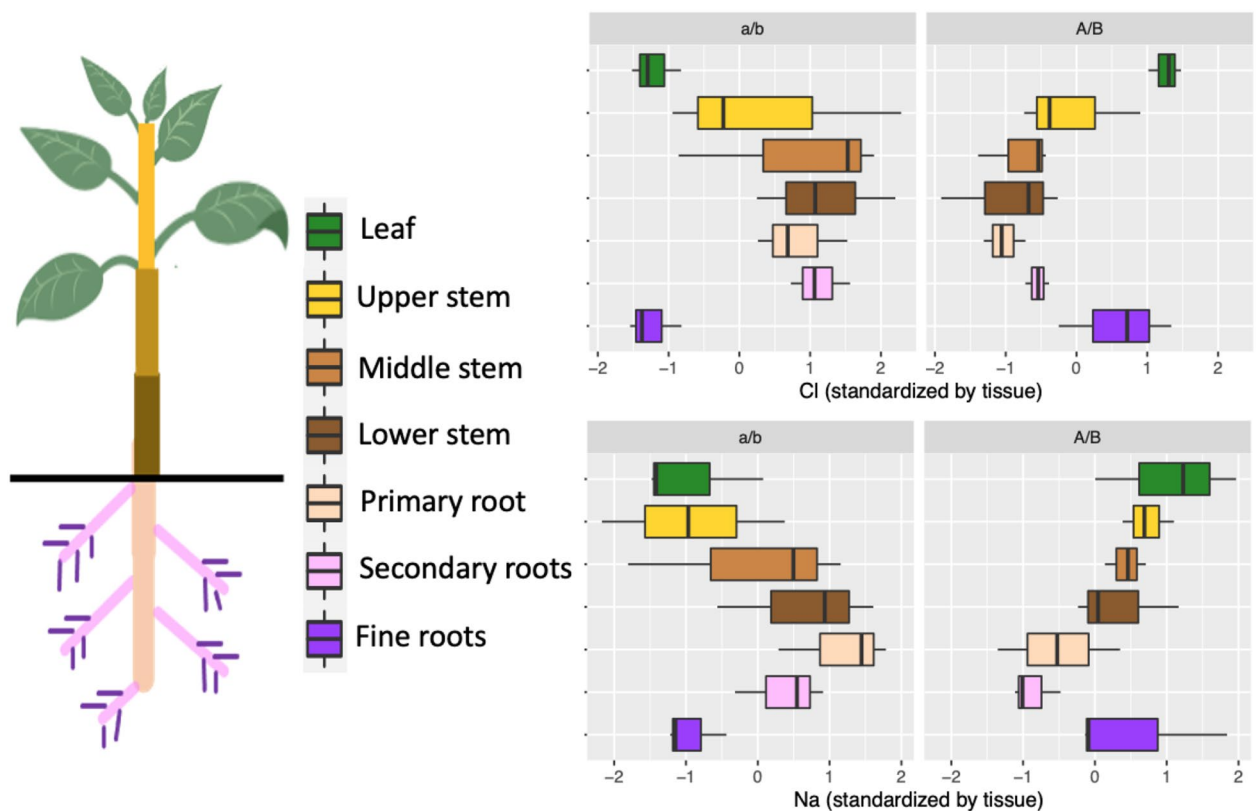 Leaf
Upper stem
Middle stem
Lower stem
Primary root
Secondary roots
Fine roots
a/b A/B
−2 −1 0 1 2 −2 −1 0 1 2
Cl (standardized by tissue)
a/b A/B
−2 −1 0 1 2 −2 −1 0 1 2
Na (standardized by tissue)